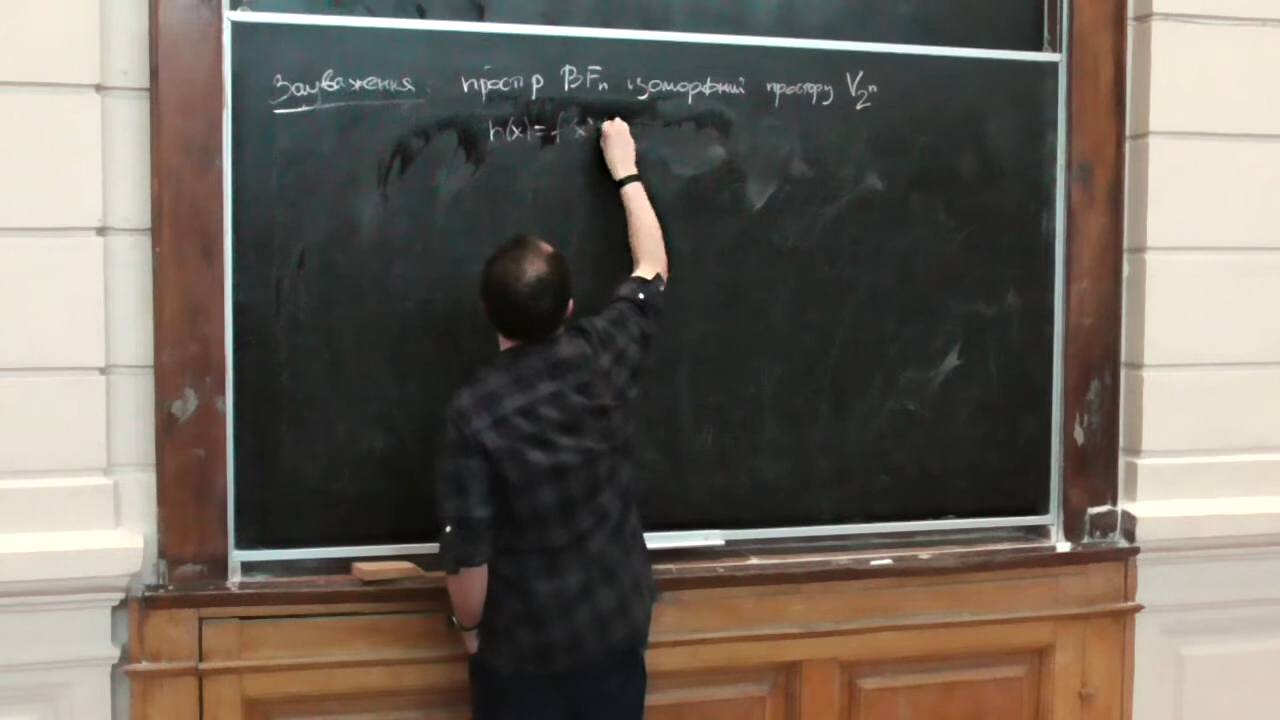 Зауваження: простір BFₙ ізоморфний простору V₂ⁿ
h(x) = f(x)